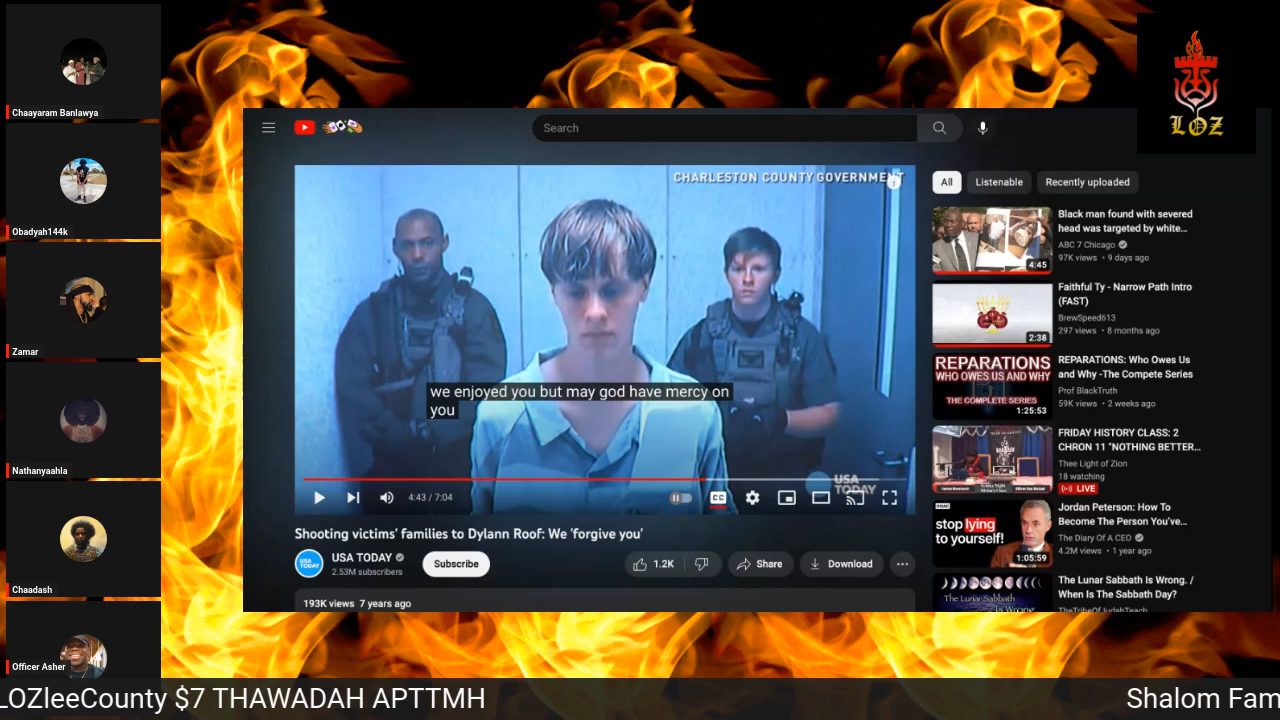 Chaayaram Banlawya
Obadyah144k
Zamar
Nathanyaahla
Chaadash
Officer Asher
Search
LOZ
CHARLESTON COUNTY GOVERNMENT
we enjoyed you but may god have mercy on
you
USA
TODAY
4:43 / 7:04
CC
Shooting victims' families to Dylann Roof: We 'forgive you'
USA TODAY
2.53M subscribers
Subscribe
1.2K
Share
Download
193K views 7 years ago
All
Listenable
Recently uploaded
4:45
Black man found with severed
head was targeted by white...
ABC 7 Chicago
97K views • 9 days ago
2:38
Faithful Ty - Narrow Path Intro
(FAST)
BrewSpeed613
297 views • 8 months ago
REPARATIONS
WHO OWES US AND WHY
THE COMPLETE SERIES
1:25:53
REPARATIONS: Who Owes Us
and Why -The Compete Series
Prof BlackTruth
59K views • 2 weeks ago
FRIDAY HISTORY CLASS: 2
CHRON 11 "NOTHING BETTER...
Thee Light of Zion
18 watching
LIVE
stop lying
to yourself!
1:05:59
Jordan Peterson: How To
Become The Person You've...
The Diary Of A CEO
4.2M views • 1 year ago
The Lunar Sabbath
Is Wrong
The Lunar Sabbath Is Wrong. /
When Is The Sabbath Day?
TheTribeOfJudahTeach
LOZleeCounty $7 THAWADAH APTTMH
Shalom Fam